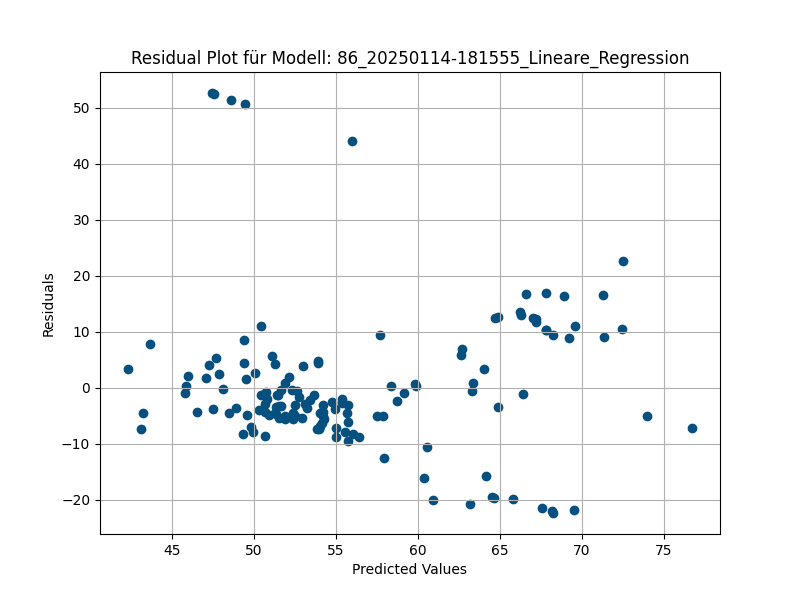 Residual Plot für Modell: 86_20250114-181555_Lineare_Regression
50
40
30
20
10
0
−10
−20
Residuals
45 50 55 60 65 70 75
Predicted Values